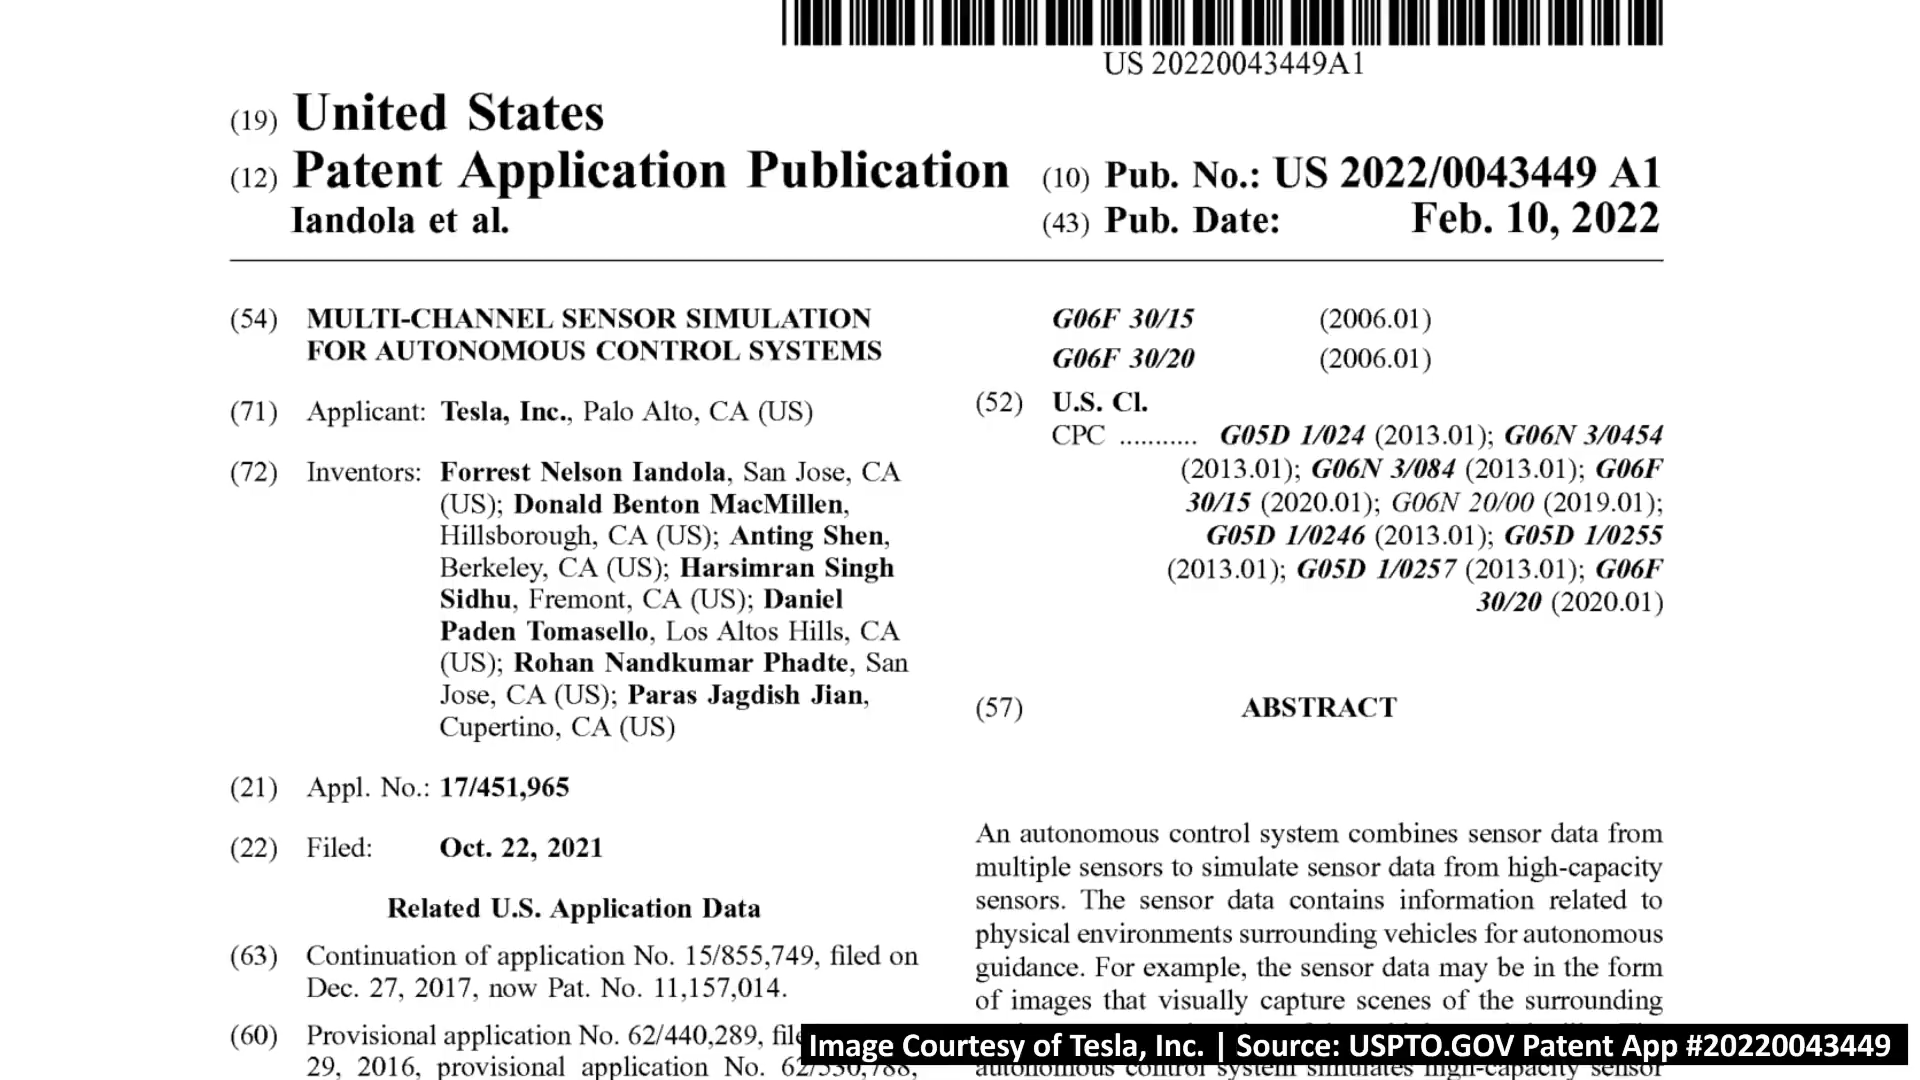 US 20220043449A1
(19) United States
(12) Patent Application Publication
Iandola et al.
(10) Pub. No.: US 2022/0043449 A1
(43) Pub. Date: Feb. 10, 2022
(54) MULTI-CHANNEL SENSOR SIMULATION
FOR AUTONOMOUS CONTROL SYSTEMS
(71) Applicant: Tesla, Inc., Palo Alto, CA (US)
(72) Inventors: Forrest Nelson Iandola, San Jose, CA
(US); Donald Benton MacMillen,
Hillsborough, CA (US); Anting Shen,
Berkeley, CA (US); Harsimran Singh
Sidhu, Fremont, CA (US); Daniel
Paden Tomasello, Los Altos Hills, CA
(US); Rohan Nandkumar Phadte, San
Jose, CA (US); Paras Jagdish Jian,
Cupertino, CA (US)
(21) Appl. No.: 17/451,965
(22) Filed: Oct. 22, 2021
Related U.S. Application Data
(63) Continuation of application No. 15/855,749, filed on
Dec. 27, 2017, now Pat. No. 11,157,014.
(60) Provisional application No. 62/440,289,
29, 2016, provisional application No.
G06F 30/15 (2006.01)
G06F 30/20 (2006.01)
(52) U.S. Cl.
CPC ........... G05D 1/024 (2013.01); G06N 3/0454
(2013.01); G06N 3/084 (2013.01); G06F
30/15 (2020.01); G06N 20/00 (2019.01);
G05D 1/0246 (2013.01); G05D 1/0255
(2013.01); G05D 1/0257 (2013.01); G06F
30/20 (2020.01)
(57) ABSTRACT
An autonomous control system combines sensor data from
multiple sensors to simulate sensor data from high-capacity
sensors. The sensor data contains information related to
physical environments surrounding vehicles for autonomous
guidance. For example, the sensor data may be in the form
of images that visually capture scenes of the surrounding
autonomous control system simulates high-capacity sensor
Image Courtesy of Tesla, Inc. | Source: USPTO.GOV Patent App #20220043449